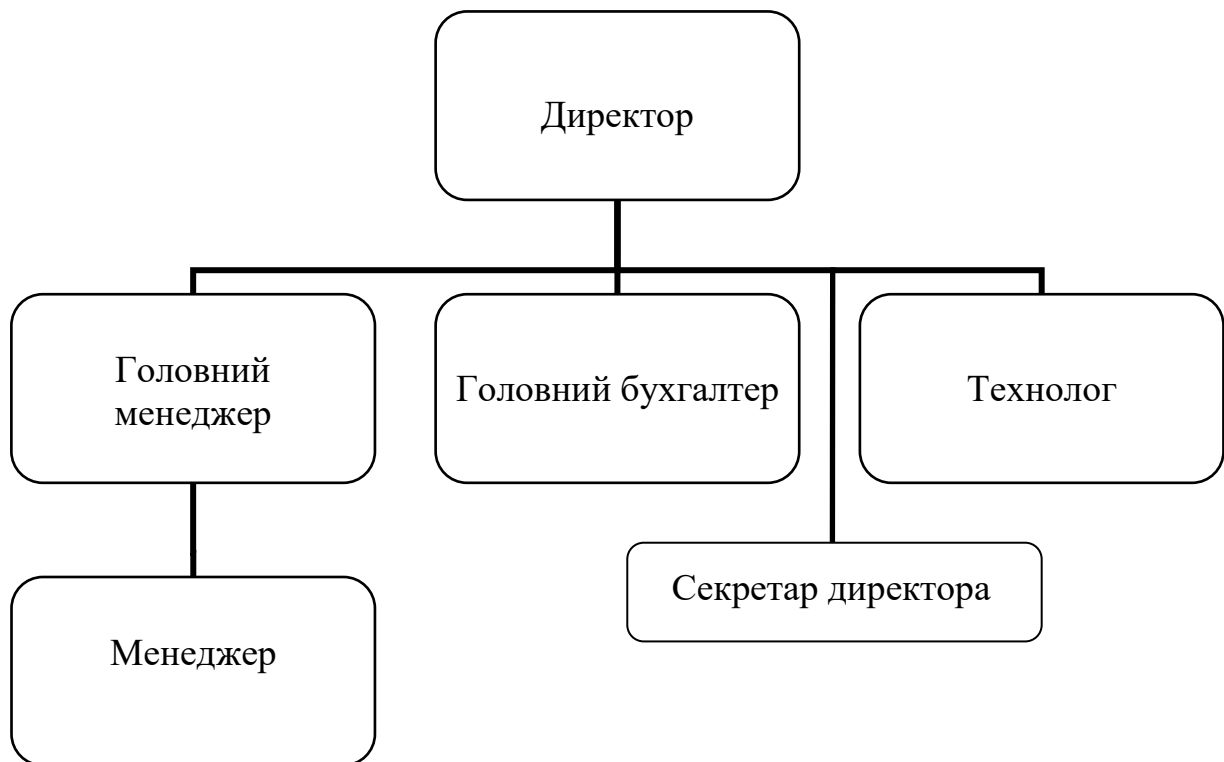 Директор
Головний
менеджер
Головний бухгалтер
Технолог
Секретар директора
Менеджер